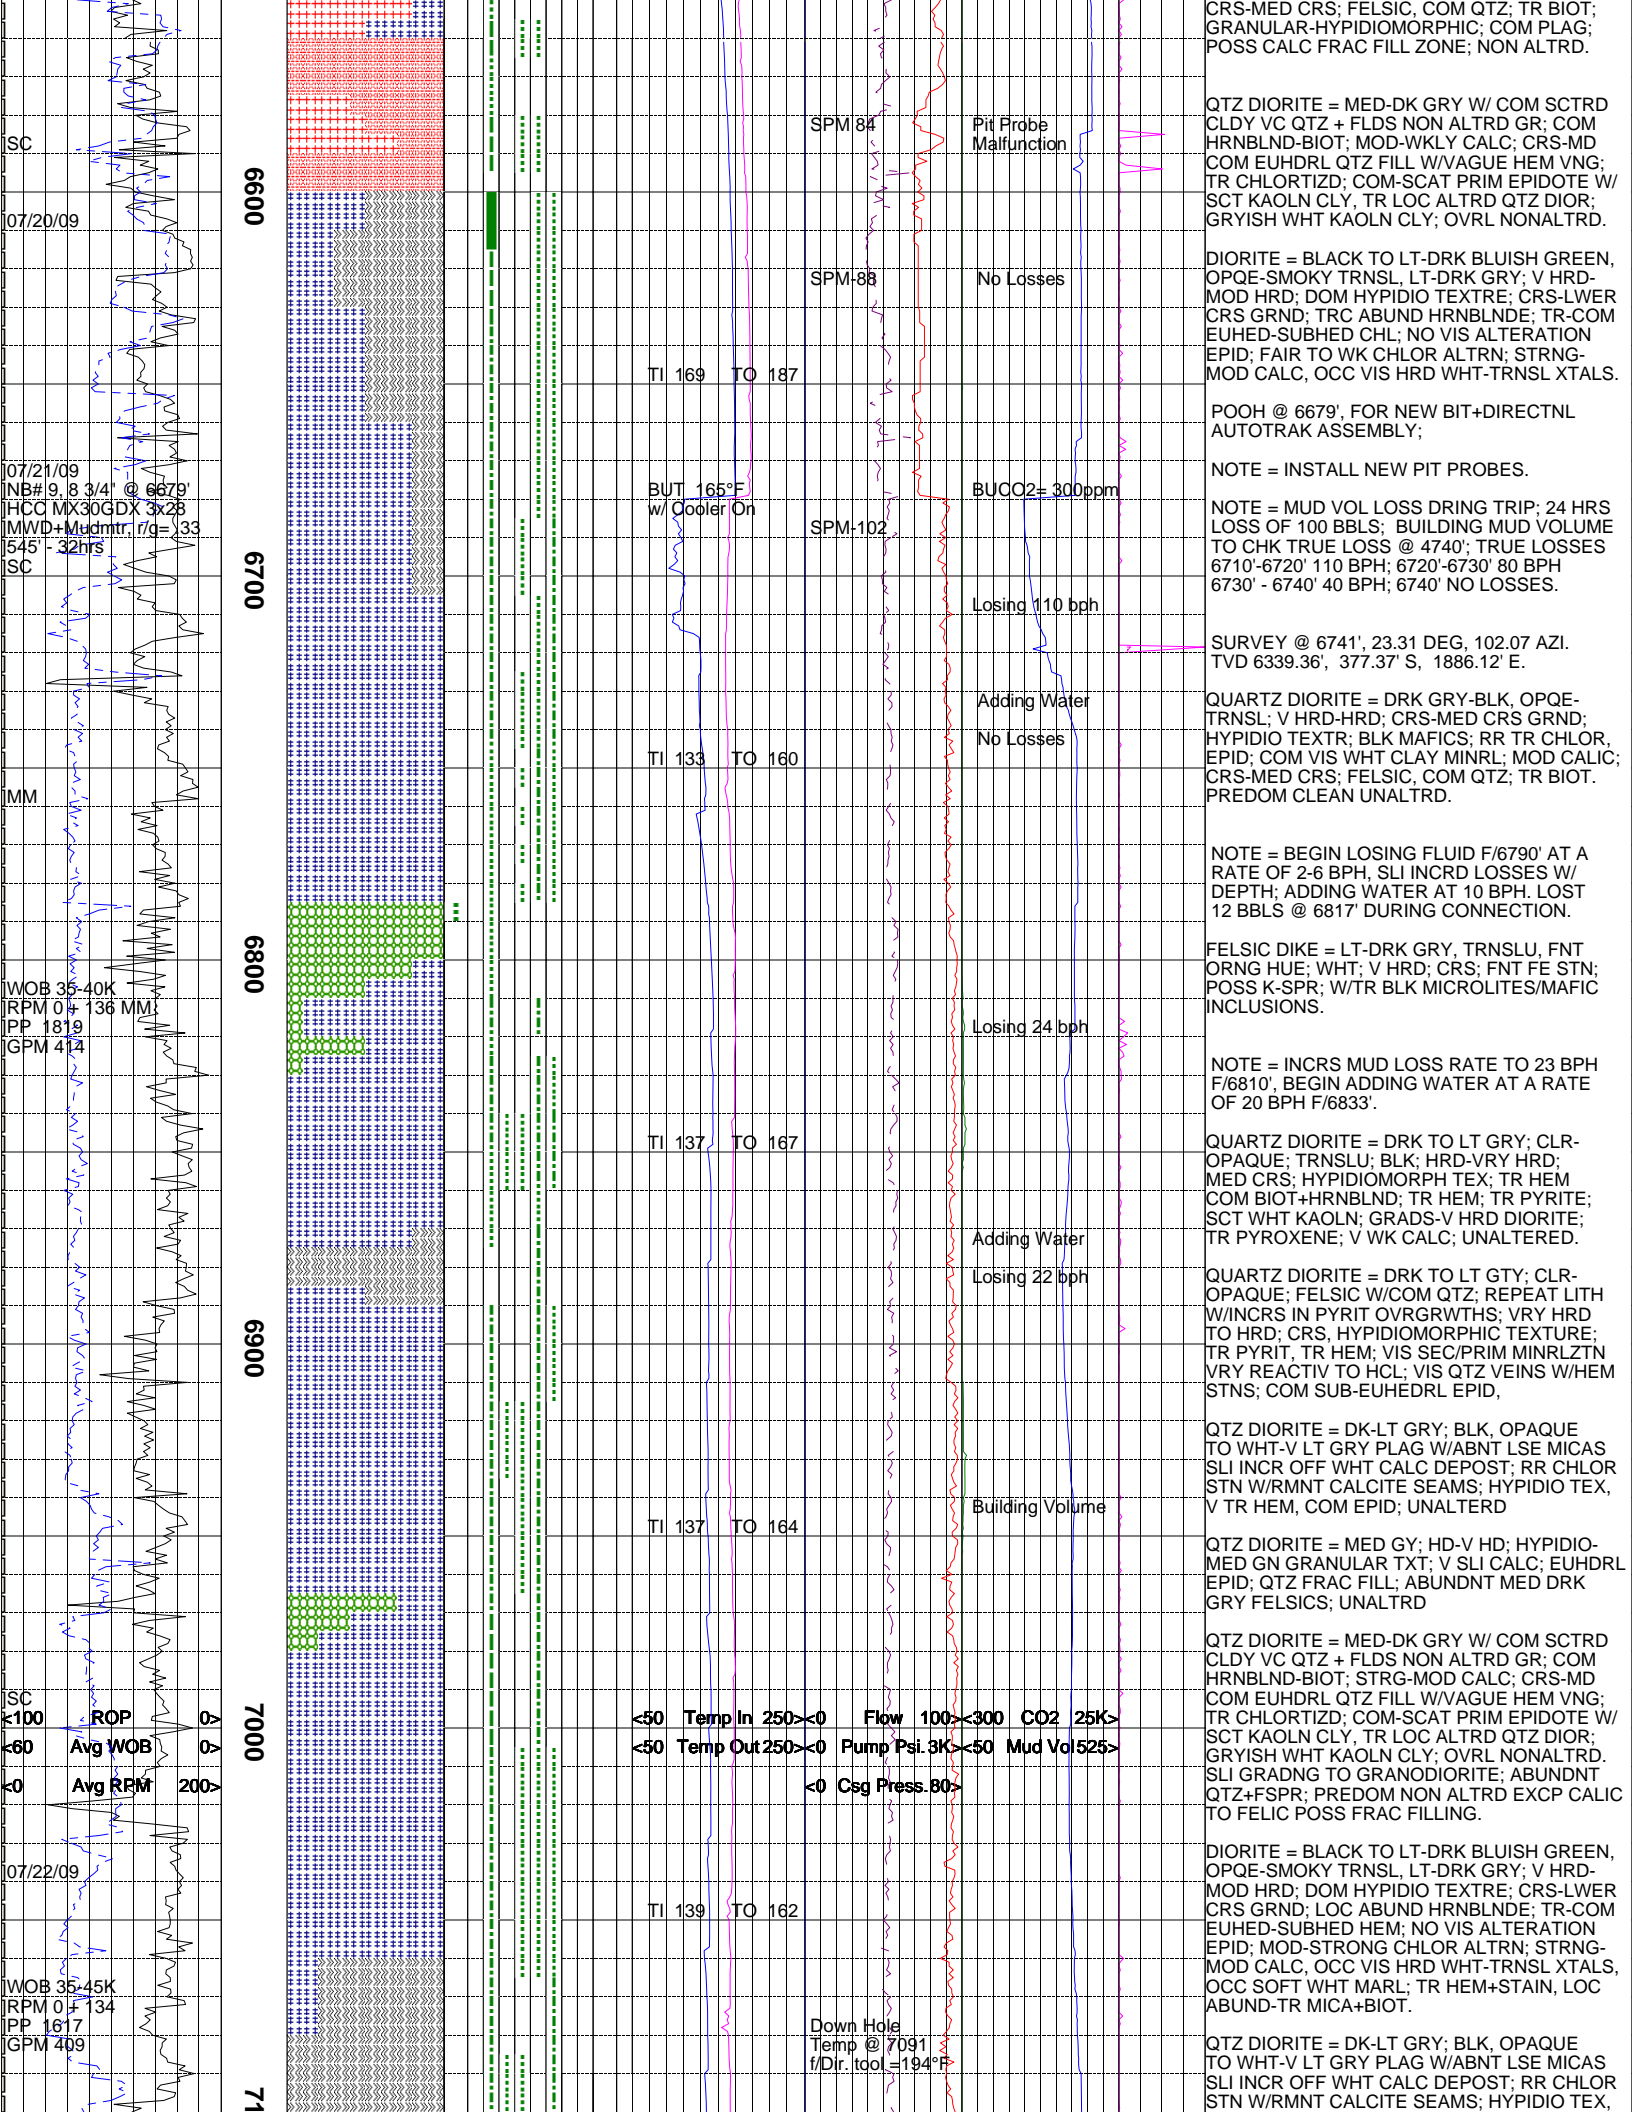 ]SC
]07/20/09
]07/21/09
]NB# 9, 8 3/4" @ 6679'
]HCC MX30GDX 3x28
]MWD+Mudmtr, r/g= .33
]545' - 32hrs
]SC
]MM
]WOB 35-40K
]RPM 0 + 136 MM
]PP 1819
]GPM 414
]SC
<100 ROP 0>
<60 Avg WOB 0>
<0 Avg RPM 200>
]07/22/09
]WOB 35-45K
]RPM 0 + 134
]PP 1617
]GPM 409
6600
6700
6800
6900
7000
71
TI 169 TO 187
BUT 165°F
w/ Cooler On
TI 133 TO 160
TI 137 TO 167
TI 137 TO 164
<50 Temp In 250>
<50 Temp Out 250>
TI 139 TO 162
SPM 84
SPM-88
SPM-102
<0 Flow 100>
<0 Pump Psi. 3K>
<0 Csg Press. 80>
Down Hole
Temp @ 7091
f/Dir. tool =194°F
Pit Probe
Malfunction
No Losses
BUCO2= 300ppm
Losing 110 bph
Adding Water
No Losses
Losing 24 bph
Adding Water
Losing 22 bph
Building Volume
<300 CO2 25K>
<50 Mud Vol 525>
CRS-MED CRS; FELSIC, COM QTZ; TR BIOT;
GRANULAR-HYPIDIOMORPHIC; COM PLAG;
POSS CALC FRAC FILL ZONE; NON ALTRD.
QTZ DIORITE = MED-DK GRY W/ COM SCTRD
CLDY VC QTZ + FLDS NON ALTRD GR; COM
HRNBLND-BIOT; MOD-WKLY CALC; CRS-MD
COM EUHDRL QTZ FILL W/VAGUE HEM VNG;
TR CHLORTIZD; COM-SCAT PRIM EPIDOTE W/
SCT KAOLN CLY, TR LOC ALTRD QTZ DIOR;
GRYISH WHT KAOLN CLY; OVRL NONALTRD.
DIORITE = BLACK TO LT-DRK BLUISH GREEN,
OPQE-SMOKY TRNSL, LT-DRK GRY; V HRD-
MOD HRD; DOM HYPIDIO TEXTRE; CRS-LWER
CRS GRND; TRC ABUND HRNBLNDE; TR-COM
EUHED-SUBHED CHL; NO VIS ALTERATION
EPID; FAIR TO WK CHLOR ALTRN; STRNG-
MOD CALC, OCC VIS HRD WHT-TRNSL XTALS.
POOH @ 6679', FOR NEW BIT+DIRECTNL
AUTOTRAK ASSEMBLY;
NOTE = INSTALL NEW PIT PROBES.
NOTE = MUD VOL LOSS DRING TRIP; 24 HRS
LOSS OF 100 BBLS; BUILDING MUD VOLUME
TO CHK TRUE LOSS @ 4740'; TRUE LOSSES
6710'-6720' 110 BPH; 6720'-6730' 80 BPH
6730' - 6740' 40 BPH; 6740' NO LOSSES.
SURVEY @ 6741', 23.31 DEG, 102.07 AZI.
TVD 6339.36', 377.37' S, 1886.12' E.
QUARTZ DIORITE = DRK GRY-BLK, OPQE-
TRNSL; V HRD-HRD; CRS-MED CRS GRND;
HYPIDIO TEXTR; BLK MAFICS; RR TR CHLOR,
EPID; COM VIS WHT CLAY MINRL; MOD CALIC;
CRS-MED CRS; FELSIC, COM QTZ; TR BIOT.
PREDOM CLEAN UNALTRD.
NOTE = BEGIN LOSING FLUID F/6790' AT A
RATE OF 2-6 BPH, SLI INCRD LOSSES W/
DEPTH; ADDING WATER AT 10 BPH. LOST
12 BBLS @ 6817' DURING CONNECTION.
FELSIC DIKE = LT-DRK GRY, TRNSLU, FNT
ORNG HUE; WHT; V HRD; CRS; FNT FE STN;
POSS K-SPR; W/TR BLK MICROLITES/MAFIC
INCLUSIONS.
NOTE = INCRS MUD LOSS RATE TO 23 BPH
F/6810', BEGIN ADDING WATER AT A RATE
OF 20 BPH F/6833'.
QUARTZ DIORITE = DRK TO LT GRY; CLR-
OPAQUE; TRNSLU; BLK; HRD-VRY HRD;
MED CRS; HYPIDIOMORPH TEX; TR HEM
COM BIOT+HRNBLND; TR HEM; TR PYRITE;
SCT WHT KAOLN; GRADS-V HRD DIORITE;
TR PYROXENE; V WK CALC; UNALTERED.
QUARTZ DIORITE = DRK TO LT GTY; CLR-
OPAQUE; FELSIC W/COM QTZ; REPEAT LITH
W/INCRS IN PYRIT OVRGRWTHS; VRY HRD
TO HRD; CRS, HYPIDIOMORPHIC TEXTURE;
TR PYRIT, TR HEM; VIS SEC/PRIM MINRLZTN
VRY REACTIV TO HCL; VIS QTZ VEINS W/HEM
STNS; COM SUB-EUHEDRL EPID,
QTZ DIORITE = DK-LT GRY; BLK, OPAQUE
TO WHT-V LT GRY PLAG W/ABNT LSE MICAS
SLI INCR OFF WHT CALC DEPOST; RR CHLOR
STN W/RMNT CALCITE SEAMS; HYPIDIO TEX,
V TR HEM, COM EPID; UNALTERD
QTZ DIORITE = MED GY; HD-V HD; HYPIDIO-
MED GN GRANULAR TXT; V SLI CALC; EUHDRL
EPID; QTZ FRAC FILL; ABUNDNT MED DRK
GRY FELSICS; UNALTRD
QTZ DIORITE = MED-DK GRY W/ COM SCTRD
CLDY VC QTZ + FLDS NON ALTRD GR; COM
HRNBLND-BIOT; STRG-MOD CALC; CRS-MD
COM EUHDRL QTZ FILL W/VAGUE HEM VNG;
TR CHLORTIZD; COM-SCAT PRIM EPIDOTE W/
SCT KAOLN CLY, TR LOC ALTRD QTZ DIOR;
GRYISH WHT KAOLN CLY; OVRL NONALTRD.
SLI GRADNG TO GRANODIORITE; ABUNDNT
QTZ+FSPR; PREDOM NON ALTRD EXCP CALIC
TO FELIC POSS FRAC FILLING.
DIORITE = BLACK TO LT-DRK BLUISH GREEN,
OPQE-SMOKY TRNSL, LT-DRK GRY; V HRD-
MOD HRD; DOM HYPIDIO TEXTRE; CRS-LWER
CRS GRND; LOC ABUND HRNBLNDE; TR-COM
EUHED-SUBHED HEM; NO VIS ALTERATION
EPID; MOD-STRONG CHLOR ALTRN; STRNG-
MOD CALC, OCC VIS HRD WHT-TRNSL XTALS,
OCC SOFT WHT MARL; TR HEM+STAIN, LOC
ABUND-TR MICA+BIOT.
QTZ DIORITE = DK-LT GRY; BLK, OPAQUE
TO WHT-V LT GRY PLAG W/ABNT LSE MICAS
SLI INCR OFF WHT CALC DEPOST; RR CHLOR
STN W/RMNT CALCITE SEAMS; HYPIDIO TEX,